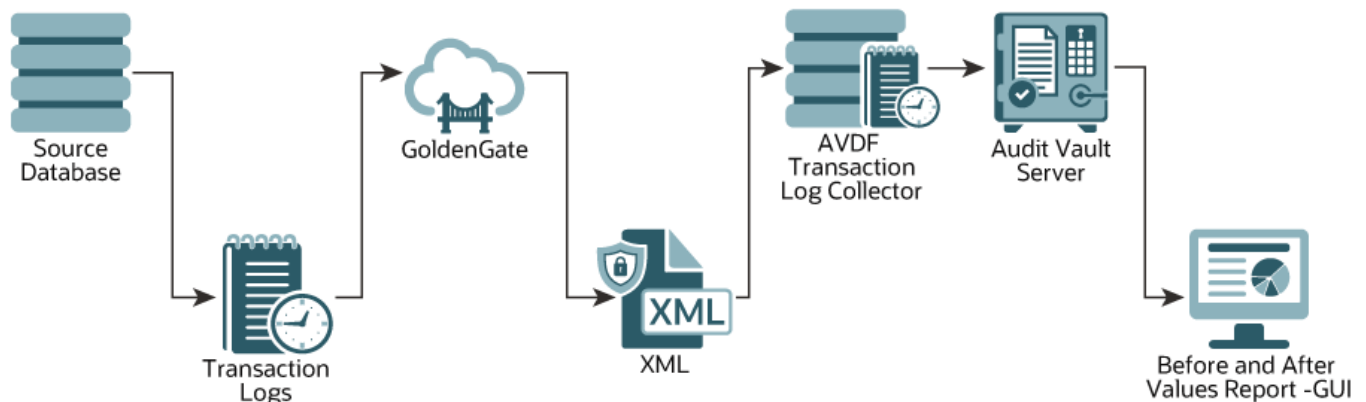 Source
Database
Transaction
Logs
GoldenGate
XML
XML
AVDF
Transaction
Log Collector
Audit Vault
Server
Before and After
Values Report -GUI